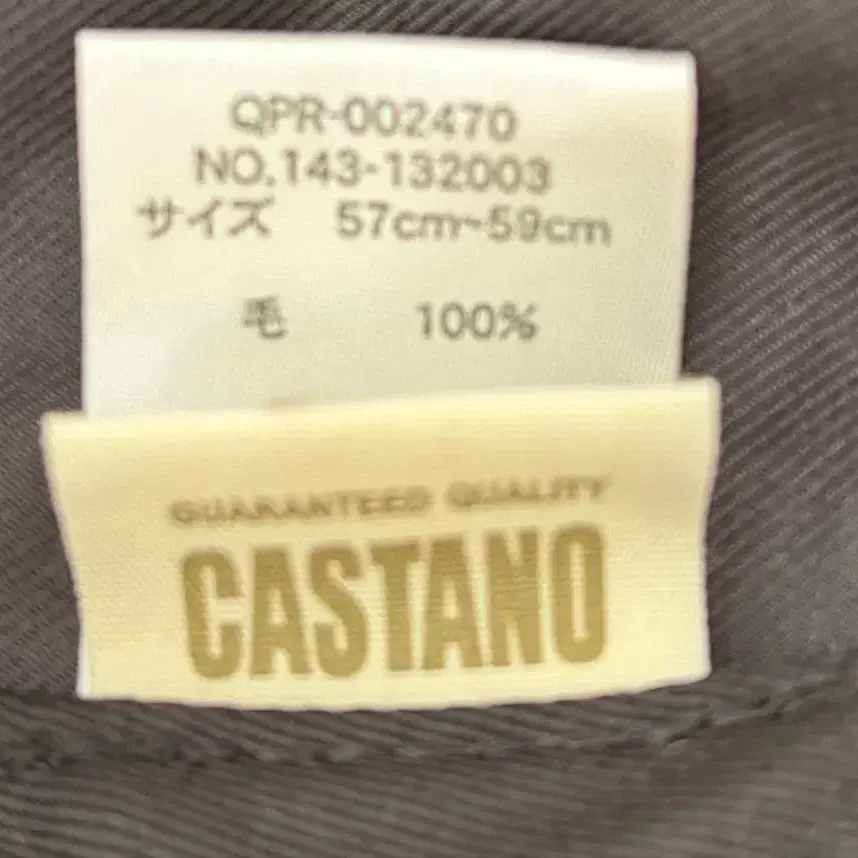 QPR-002470
NO.143-132003
サイズ 57cm~59cm
毛 100%
GUARANTEED QUALITY
CASTANO